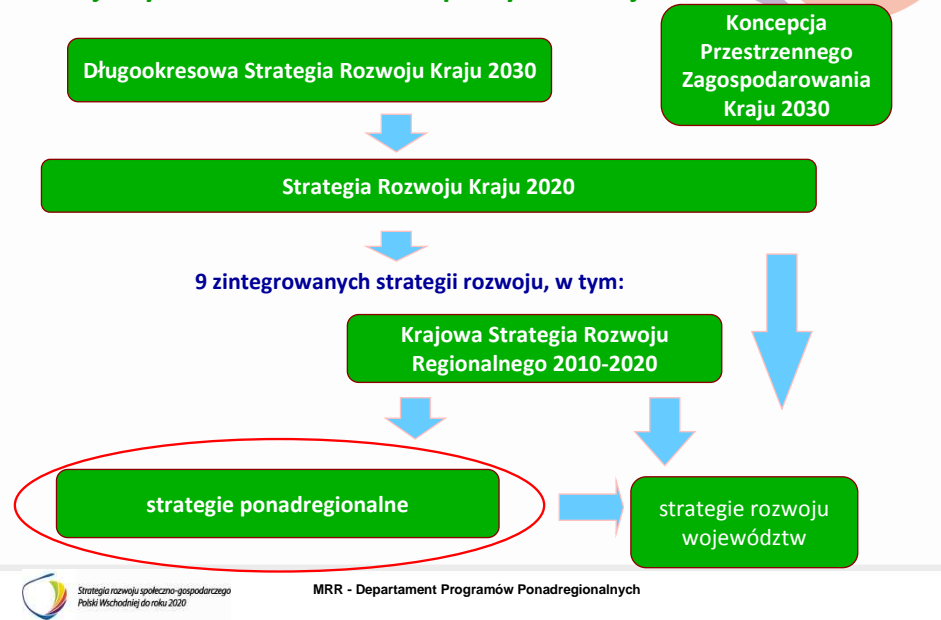 Koncepcja
Przestrzennego
Zagospodarowania
Kraju 2030
Długookresowa Strategia Rozwoju Kraju 2030
Strategia Rozwoju Kraju 2020
9 zintegrowanych strategii rozwoju, w tym:
Krajowa Strategia Rozwoju
Regionalnego 2010-2020
strategie ponadregionalne
strategie rozwoju
województw
Strategia rozwoju społeczno-gospodarczego
Polski Wschodniej do roku 2020
MRR - Departament Programów Ponadregionalnych